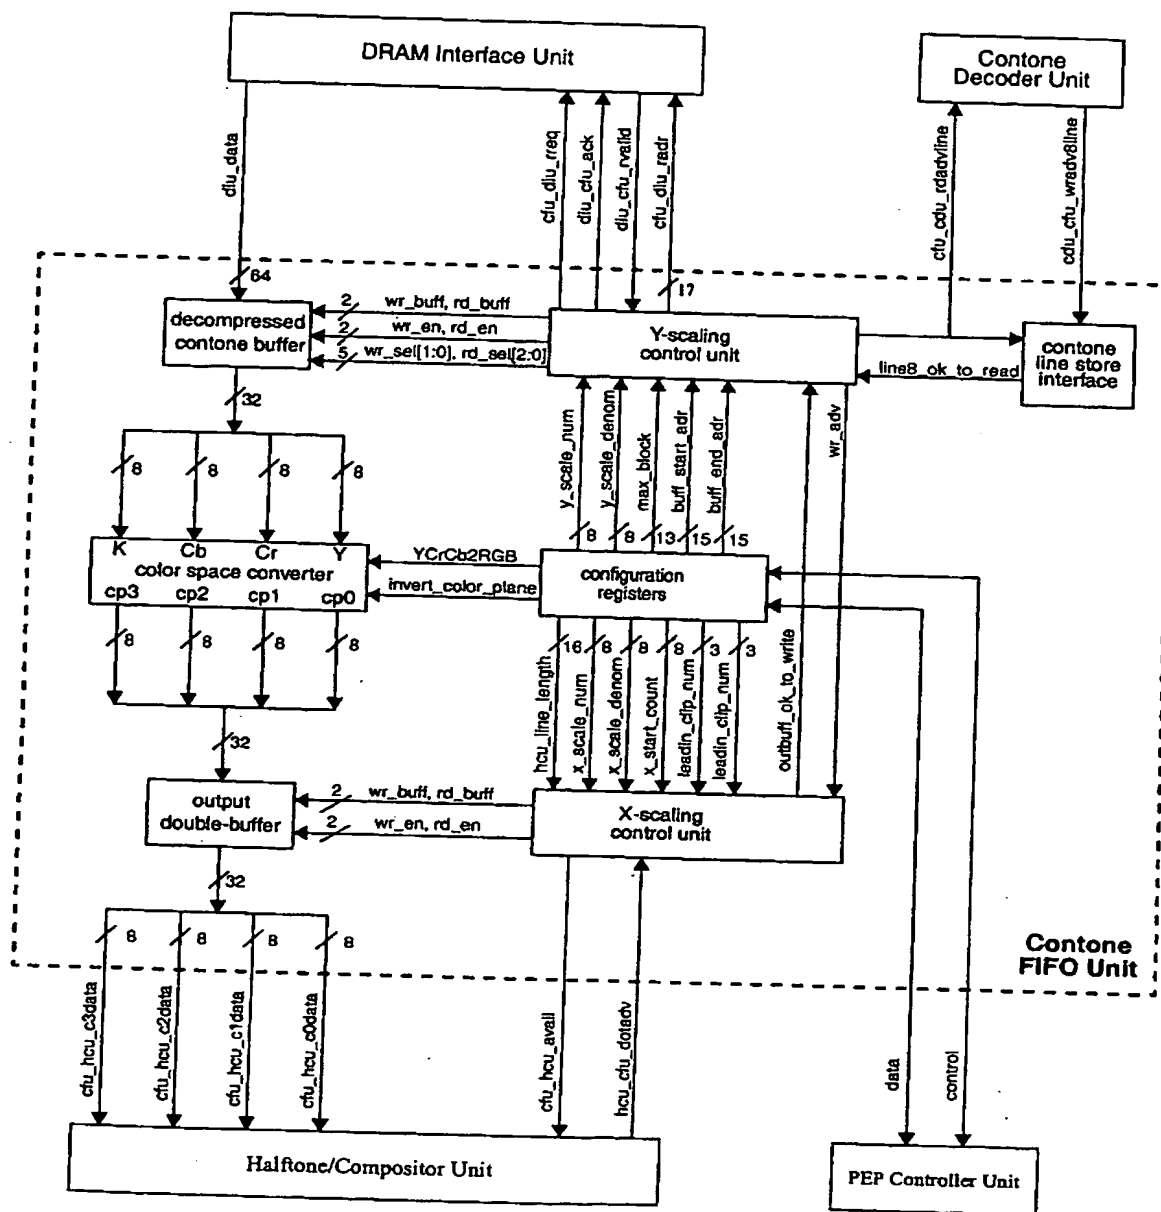 DRAM Interface Unit
Contone
Decoder Unit
diu_data
cfu_diu_rreq
diu_cfu_ack
diu_cfu_rvalid
cfu_diu_radr
cfu_cdu_rdadvline
cdu_cfu_wradv8line
64
17
decompressed
contone buffer
2
wr_buff, rd_buff
2
wr_en, rd_en
5
wr_sel[1:0], rd_sel[2:0]
Y-scaling
control unit
line8_ok_to_read
contone
line store
interface
32
8
8
8
8
y_scale_num
y_scale_denom
max_block
buff_start_adr
buff_end_adr
wr_adv
8
8
13
15
15
K
Cb
Cr
Y
color space converter
cp3
cp2
cp1
cp0
YCrCb2RGB
invert_color_plane
configuration
registers
8
8
8
8
16
8
8
8
3
3
hcu_line_length
x_scale_num
x_scale_denom
x_start_count
leadin_clip_num
leadin_clip_num
outbuff_ok_to_write
32
output
double-buffer
2
wr_buff, rd_buff
2
wr_en, rd_en
X-scaling
control unit
32
8
8
8
8
Contone
FIFO Unit
cfu_hcu_c3data
cfu_hcu_c2data
cfu_hcu_c1data
cfu_hcu_c0data
cfu_hcu_avail
hcu_cfu_dotadv
data
control
Halftone/Compositor Unit
PEP Controller Unit